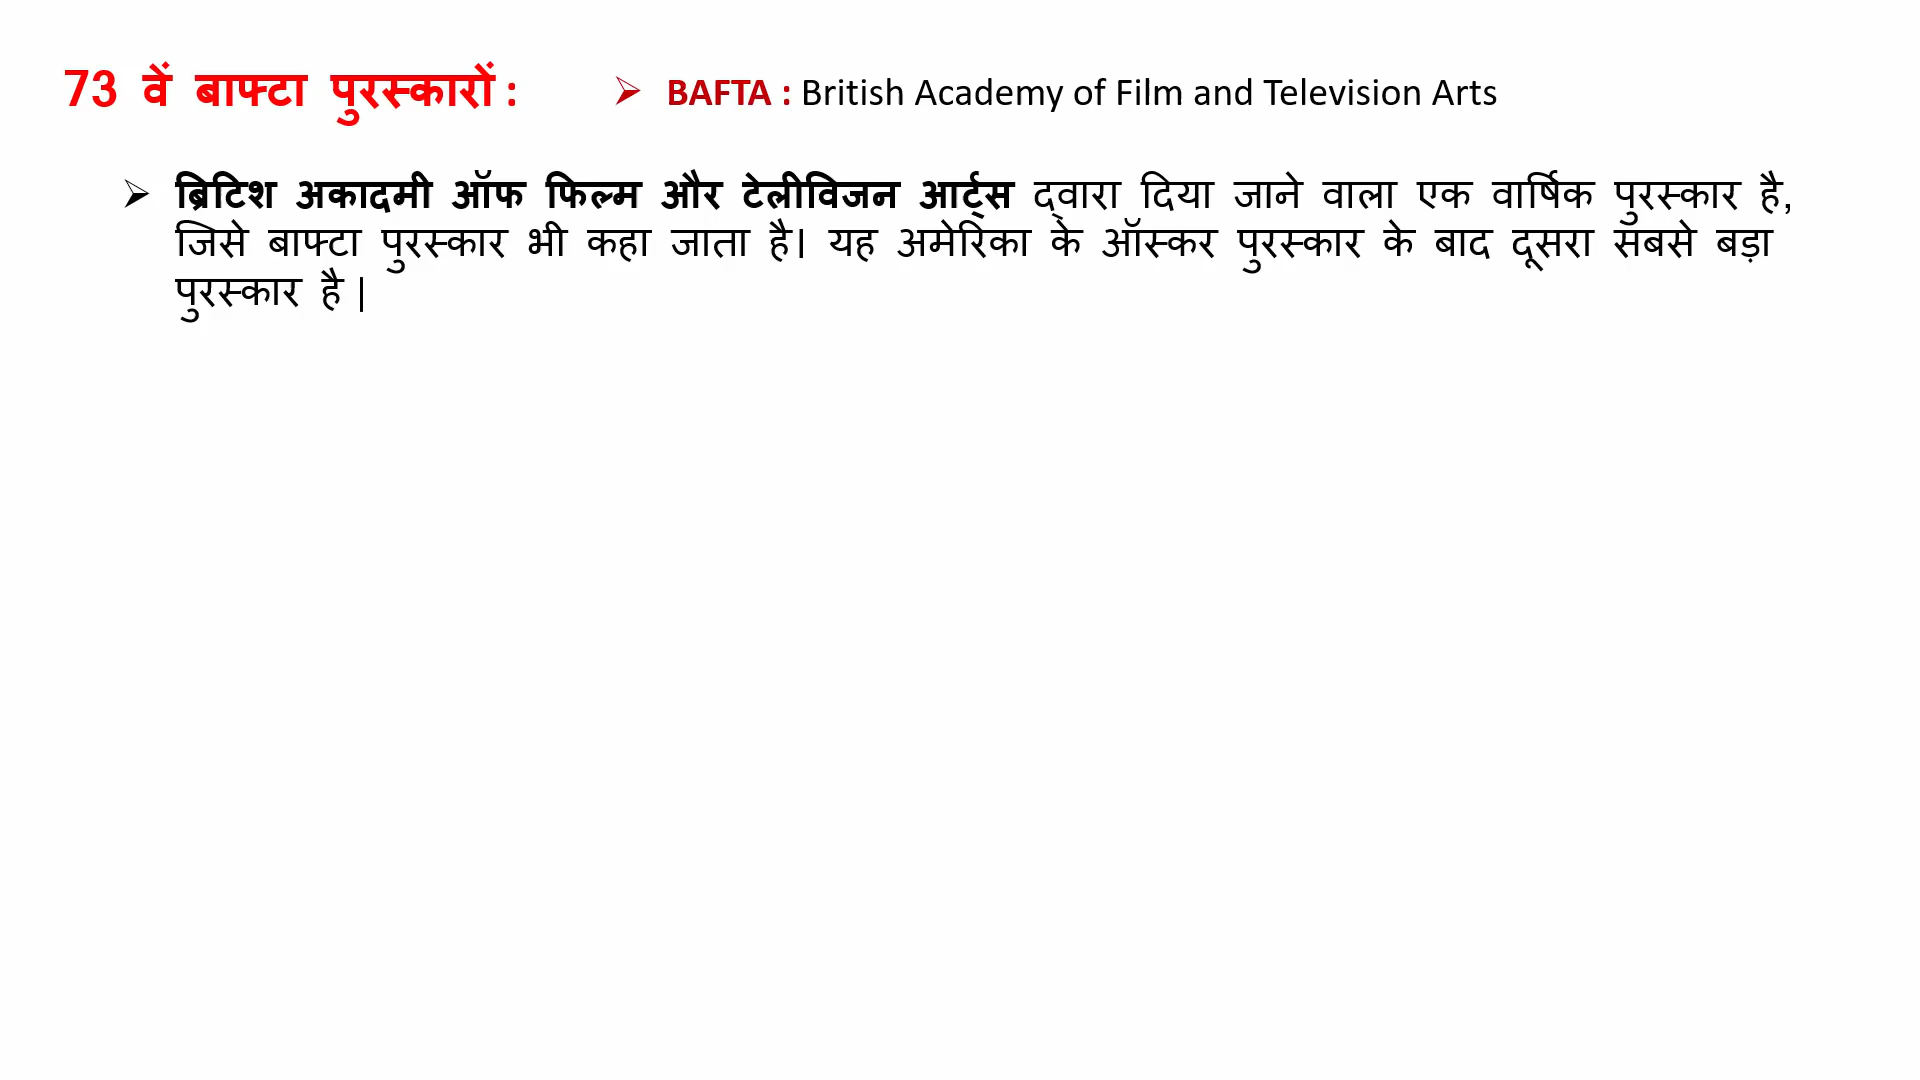 73 वें बाफ्टा पुरस्कारों :
➢ BAFTA : British Academy of Film and Television Arts
➢ ब्रिटिश अकादमी ऑफ फिल्म और टेलीविजन आर्ट्स द्वारा दिया जाने वाला एक वार्षिक पुरस्कार है,
जिसे बाफ्टा पुरस्कार भी कहा जाता है। यह अमेरिका के ऑस्कर पुरस्कार के बाद दूसरा सबसे बड़ा
पुरस्कार है |